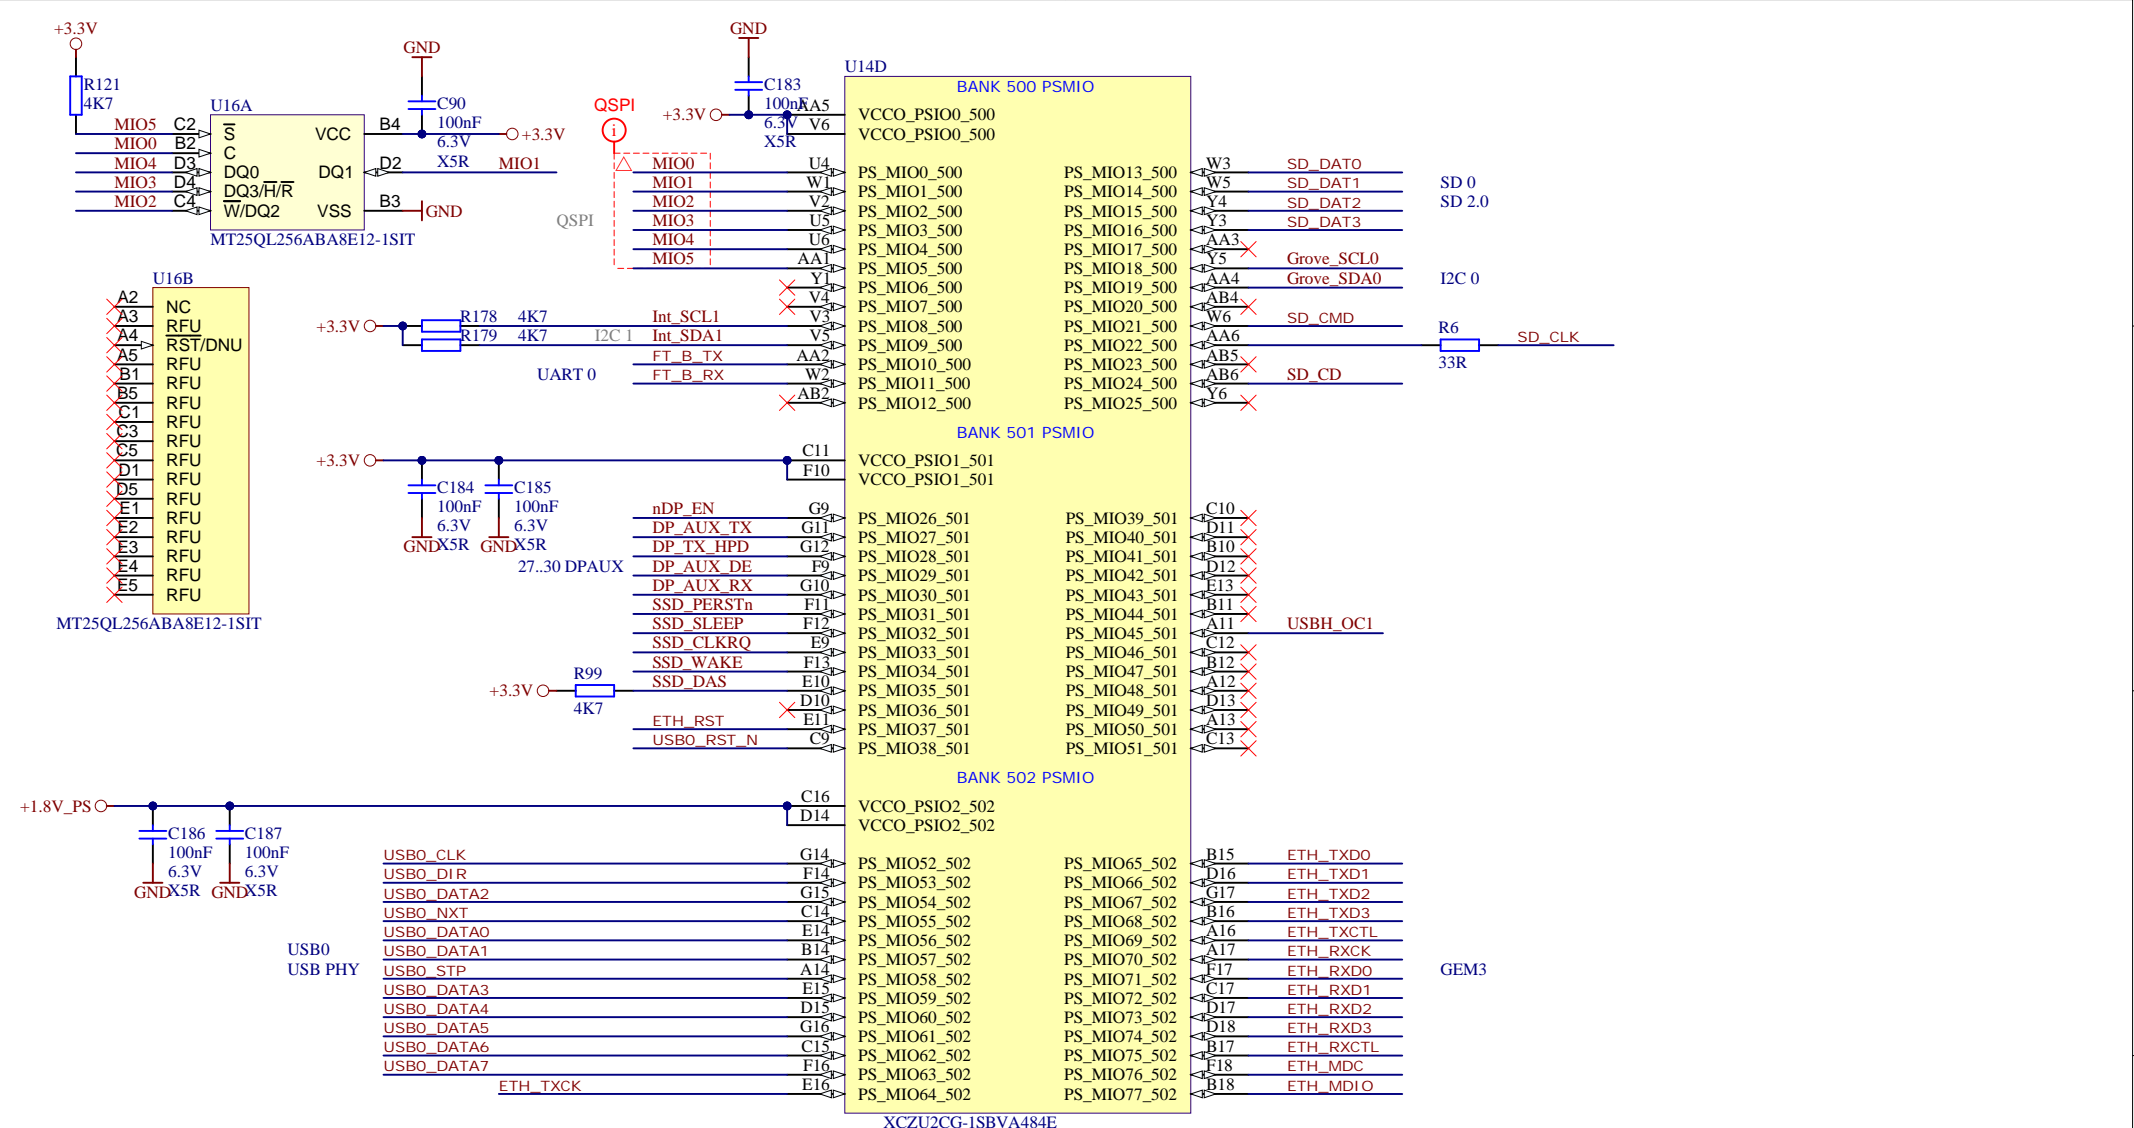 +3.3V
R121
4K7
U16A
MIO5 C2 S
MIO0 B2 C
MIO4 D3 DQ0
MIO3 D4 DQ3/H/R
MIO2 C4 W/DQ2
VCC B4
DQ1 D2 MIO1
VSS B3 GND
MT25QL256ABA8E12-1SIT
GND
C90
100nF
6.3V
X5R
+3.3V
U16B
A2 NC
A3 RFU
A4 RST/DNU
A5 RFU
B1 RFU
B5 RFU
C1 RFU
C3 RFU
C5 RFU
D1 RFU
D5 RFU
E1 RFU
E2 RFU
E3 RFU
E4 RFU
E5 RFU
MT25QL256ABA8E12-1SIT
GND
C183
100nF
6.3V
X5R
+3.3V
QSPI
i
QSPI
U14D
BANK 500 PSMIO
AA5 VCCO_PSIO0_500
V6 VCCO_PSIO0_500
MIO0 U4 PS_MIO0_500
MIO1 W1 PS_MIO1_500
MIO2 V2 PS_MIO2_500
MIO3 U5 PS_MIO3_500
MIO4 U6 PS_MIO4_500
MIO5 AA1 PS_MIO5_500
Y1 PS_MIO6_500
V4 PS_MIO7_500
+3.3V R178 4K7 Int_SCL1 V3 PS_MIO8_500
R179 4K7 I2C 1 Int_SDA1 V5 PS_MIO9_500
FT_B_TX AA2 PS_MIO10_500
UART 0
FT_B_RX W2 PS_MIO11_500
AB2 PS_MIO12_500
PS_MIO13_500 W3 SD_DAT0
PS_MIO14_500 W5 SD_DAT1 SD 0
PS_MIO15_500 Y4 SD_DAT2 SD 2.0
PS_MIO16_500 Y3 SD_DAT3
PS_MIO17_500 AA3
PS_MIO18_500 Y5 Grove_SCL0
PS_MIO19_500 AA4 Grove_SDA0 I2C 0
PS_MIO20_500 AB4
PS_MIO21_500 W6 SD_CMD
PS_MIO22_500 AA6 R6 33R SD_CLK
PS_MIO23_500 AB5
PS_MIO24_500 AB6 SD_CD
PS_MIO25_500 Y6
BANK 501 PSMIO
+3.3V C11 VCCO_PSIO1_501
F10 VCCO_PSIO1_501
C184
100nF
6.3V
X5R
GND
C185
100nF
6.3V
X5R
GND
nDP_EN G9 PS_MIO26_501
DP_AUX_TX G11 PS_MIO27_501
DP_TX_HPD G12 PS_MIO28_501
27..30 DPAUX
DP_AUX_DE F9 PS_MIO29_501
DP_AUX_RX G10 PS_MIO30_501
SSD_PERSTn F11 PS_MIO31_501
SSD_SLEEP F12 PS_MIO32_501
SSD_CLKRQ E9 PS_MIO33_501
SSD_WAKE F13 PS_MIO34_501
+3.3V R99 4K7 SSD_DAS E10 PS_MIO35_501
D10 PS_MIO36_501
ETH_RST E11 PS_MIO37_501
USB0_RST_N C9 PS_MIO38_501
PS_MIO39_501 C10
PS_MIO40_501 D11
PS_MIO41_501 B10
PS_MIO42_501 D12
PS_MIO43_501 E13
PS_MIO44_501 B11
PS_MIO45_501 A11 USBH_OC1
PS_MIO46_501 C12
PS_MIO47_501 B12
PS_MIO48_501 A12
PS_MIO49_501 D13
PS_MIO50_501 A13
PS_MIO51_501 C13
BANK 502 PSMIO
+1.8V_PS C16 VCCO_PSIO2_502
D14 VCCO_PSIO2_502
C186
100nF
6.3V
X5R
GND
C187
100nF
6.3V
X5R
GND
USB0_CLK G14 PS_MIO52_502
USB0_DIR F14 PS_MIO53_502
USB0_DATA2 G15 PS_MIO54_502
USB0_NXT C14 PS_MIO55_502
USB0_DATA0 E14 PS_MIO56_502
USB0
USB0_DATA1 B14 PS_MIO57_502
USB PHY
USB0_STP A14 PS_MIO58_502
USB0_DATA3 E15 PS_MIO59_502
USB0_DATA4 D15 PS_MIO60_502
USB0_DATA5 G16 PS_MIO61_502
USB0_DATA6 C15 PS_MIO62_502
USB0_DATA7 F16 PS_MIO63_502
ETH_TXCK E16 PS_MIO64_502
PS_MIO65_502 B15 ETH_TXD0
PS_MIO66_502 D16 ETH_TXD1
PS_MIO67_502 G17 ETH_TXD2
PS_MIO68_502 B16 ETH_TXD3
PS_MIO69_502 A16 ETH_TXCTL
PS_MIO70_502 A17 ETH_RXCK
PS_MIO71_502 F17 ETH_RXD0 GEM3
PS_MIO72_502 C17 ETH_RXD1
PS_MIO73_502 D17 ETH_RXD2
PS_MIO74_502 D18 ETH_RXD3
PS_MIO75_502 B17 ETH_RXCTL
PS_MIO76_502 F18 ETH_MDC
PS_MIO77_502 B18 ETH_MDIO
XCZU2CG-1SBVA484E